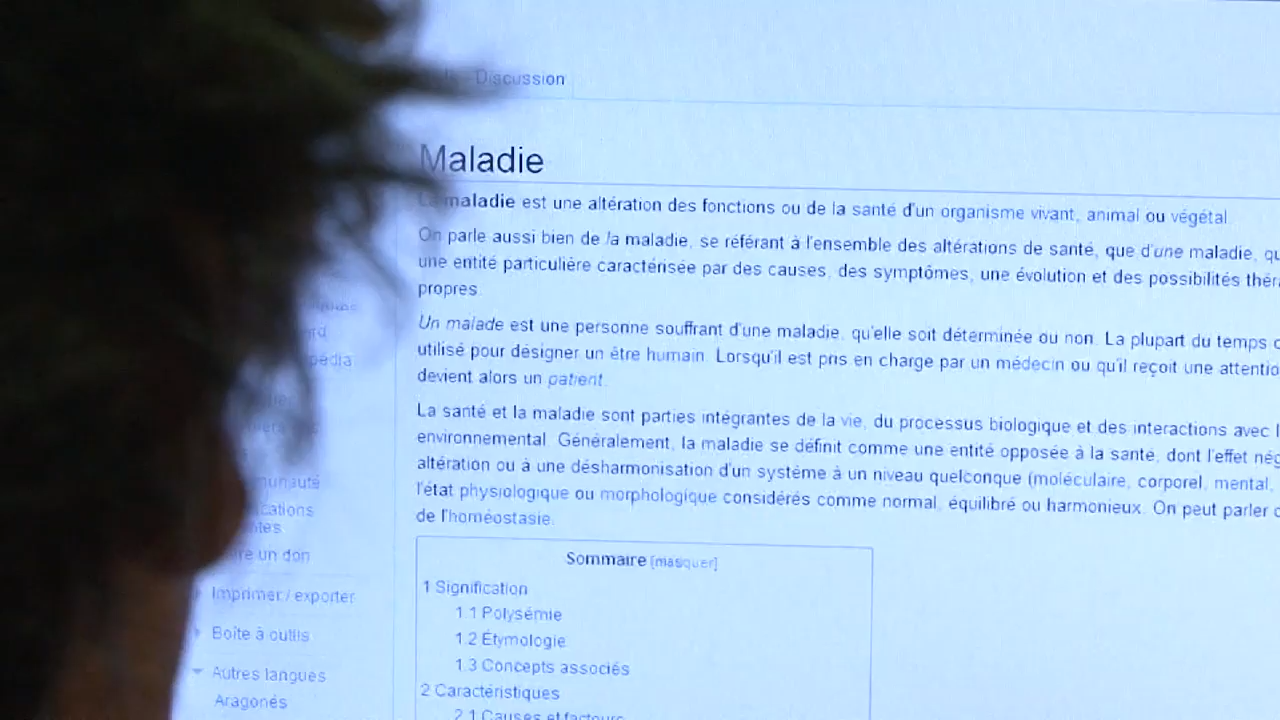 Discussion
Maladie
maladie est une altération des fonctions ou de la santé d'un organisme vivant, animal ou végétal.
On parle aussi bien de la maladie, se référant à l'ensemble des altérations de santé, que d'une maladie,
une entité particulière caractérisée par des causes, des symptômes, une évolution et des possibilités
propres.
Un malade est une personne souffrant d'une maladie, qu'elle soit déterminée ou non. La plupart du temps
utilisé pour désigner un être humain. Lorsqu'il est pris en charge par un médecin ou qu'il reçoit une
devient alors un patient.
La santé et la maladie sont parties intégrantes de la vie, du processus biologique et des interactions avec
environnemental. Généralement, la maladie se définit comme une entité opposée à la santé, dont l'effet
altération ou à une désharmonisation d'un système à un niveau quelconque (moléculaire, corporel, mental,
l'état physiologique ou morphologique considérés comme normal, équilibré ou harmonieux. On peut parler
de l'homéostasie.
un don
Imprimer / exporter
Boîte à outils
Autres langues
Aragonés
Sommaire [masquer]
1 Signification
1.1 Polysémie
1.2 Étymologie
1.3 Concepts associés
2 Caractéristiques
2.1 Causes et facteurs